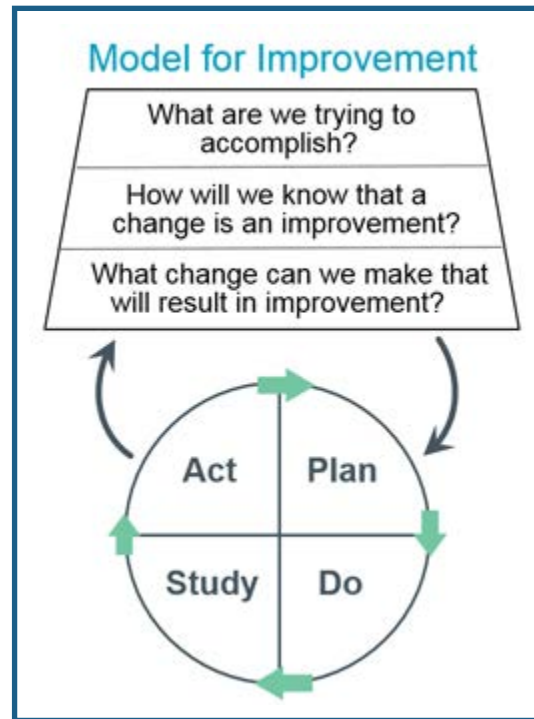 Model for Improvement
What are we trying to
accomplish?
How will we know that a
change is an improvement?
What change can we make that
will result in improvement?
Act
Plan
Study
Do